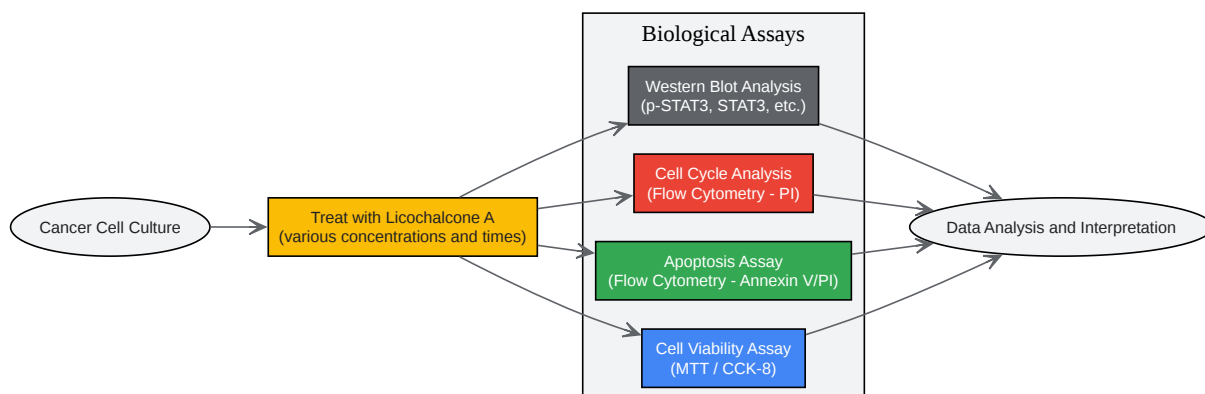 Biological Assays
Western Blot Analysis
(p-STAT3, STAT3, etc.)
Cell Cycle Analysis
(Flow Cytometry - PI)
Cancer Cell Culture
Treat with Licochalcone A
(various concentrations and times)
Data Analysis and Interpretation
Apoptosis Assay
(Flow Cytometry - Annexin V/PI)
Cell Viability Assay
(MTT / CCK-8)